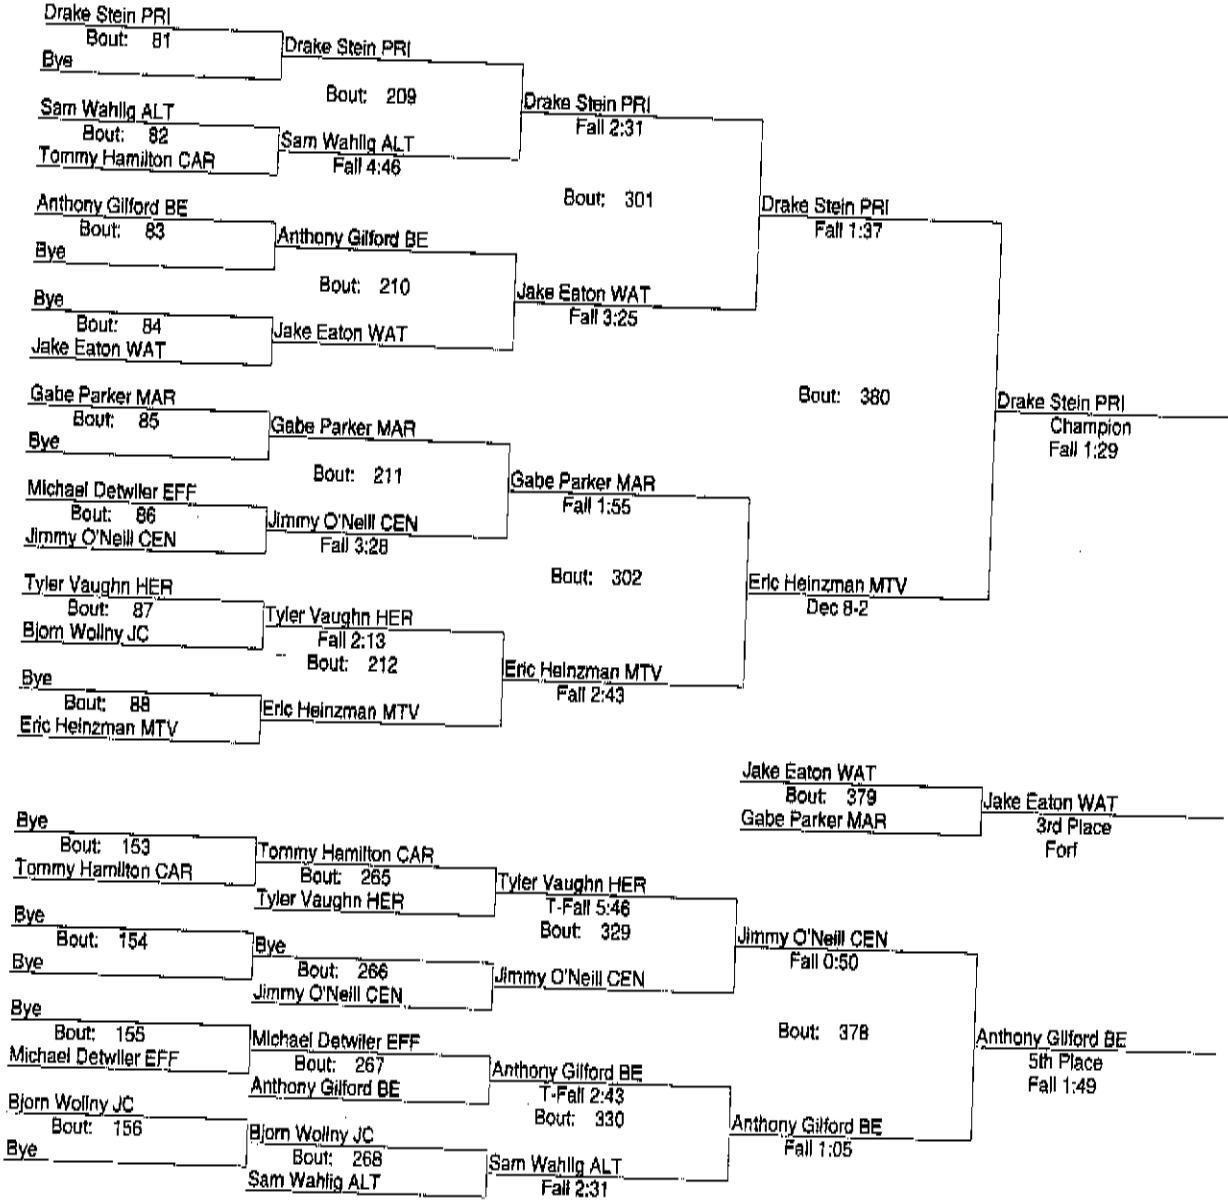 Drake Stein PRI
Bout: 81
Bye
Drake Stein PRI
Bout: 209
Sam Wahlig ALT
Bout: 82
Tommy Hamilton CAR
Sam Wahlig ALT
Fall 4:46
Drake Stein PRI
Fall 2:31
Bout: 301
Anthony Gilford BE
Bout: 83
Bye
Anthony Gilford BE
Bout: 210
Bye
Bout: 84
Jake Eaton WAT
Jake Eaton WAT
Jake Eaton WAT
Fall 3:25
Drake Stein PRI
Fall 1:37
Bout: 380
Gabe Parker MAR
Bout: 85
Bye
Gabe Parker MAR
Bout: 211
Michael Detwiler EFF
Bout: 86
Jimmy O'Neill CEN
Jimmy O'Neill CEN
Fall 3:28
Gabe Parker MAR
Fall 1:55
Bout: 302
Tyler Vaughn HER
Bout: 87
Bjorn Wollny JC
Tyler Vaughn HER
Fall 2:13
Bout: 212
Bye
Bout: 88
Eric Heinzman MTV
Eric Heinzman MTV
Eric Heinzman MTV
Fall 2:43
Eric Heinzman MTV
Dec 8-2
Drake Stein PRI
Champion
Fall 1:29
Jake Eaton WAT
Bout: 379
Gabe Parker MAR
Jake Eaton WAT
3rd Place
Forf
Bye
Bout: 153
Tommy Hamilton CAR
Tommy Hamilton CAR
Bout: 265
Tyler Vaughn HER
Tyler Vaughn HER
T-Fall 5:46
Bout: 329
Bye
Bout: 154
Bye
Bye
Bout: 266
Jimmy O'Neill CEN
Jimmy O'Neill CEN
Jimmy O'Neill CEN
Fall 0:50
Bout: 378
Bye
Bout: 155
Michael Detwiler EFF
Michael Detwiler EFF
Bout: 267
Anthony Gilford BE
Anthony Gilford BE
T-Fall 2:43
Bout: 330
Bjorn Wollny JC
Bout: 156
Bye
Bjorn Wollny JC
Bout: 268
Sam Wahlig ALT
Sam Wahlig ALT
Fall 2:31
Anthony Gilford BE
Fall 1:05
Anthony Gilford BE
5th Place
Fall 1:49